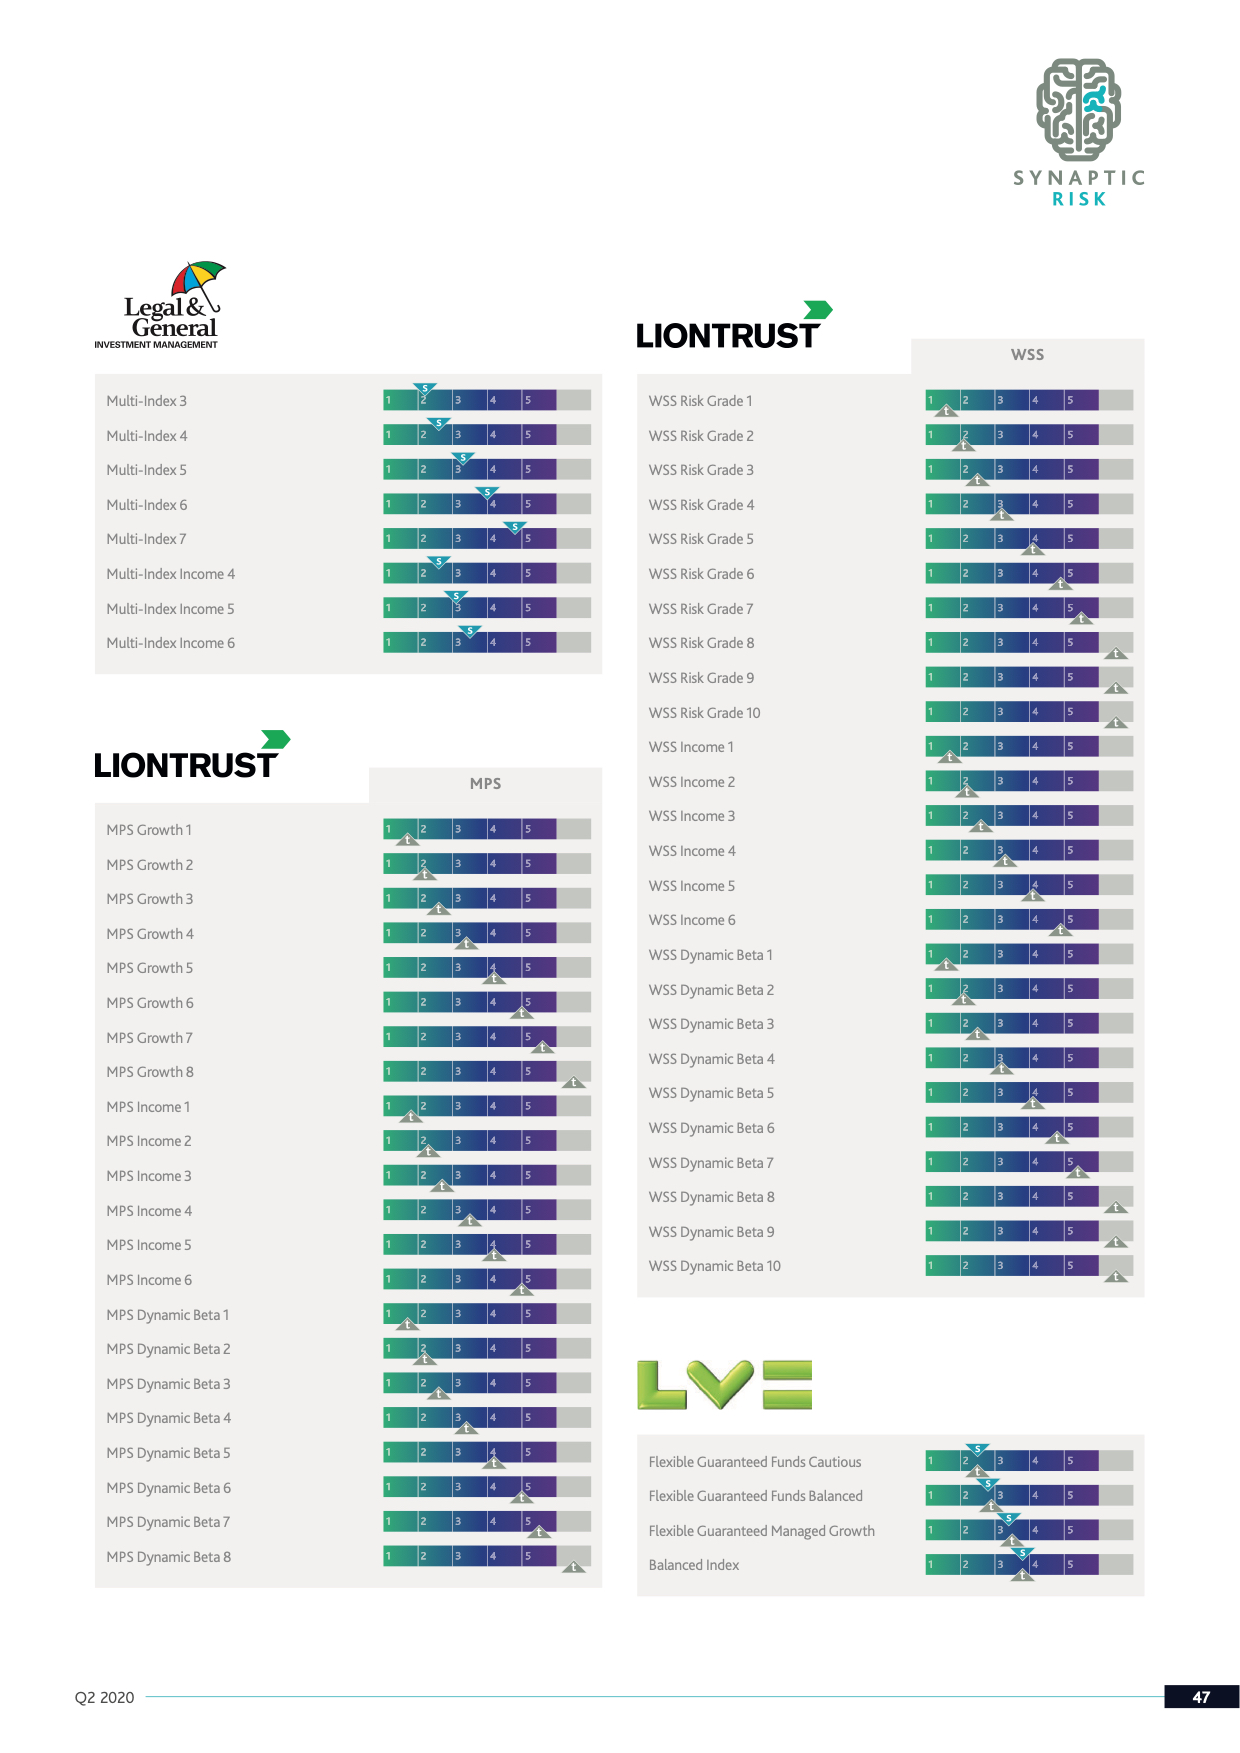 SYNAPTIC
RISK
Legal &
General
INVESTMENT MANAGEMENT
Multi-Index 3 1 2 3 4 5 s
Multi-Index 4 1 2 3 4 5 s
Multi-Index 5 1 2 3 4 5 s
Multi-Index 6 1 2 3 4 5 s
Multi-Index 7 1 2 3 4 5 s
Multi-Index Income 4 1 2 3 4 5 s
Multi-Index Income 5 1 2 3 4 5 s
Multi-Index Income 6 1 2 3 4 5 s
LIONTRUST
MPS
MPS Growth 1 1 2 3 4 5 t
MPS Growth 2 1 2 3 4 5 t
MPS Growth 3 1 2 3 4 5 t
MPS Growth 4 1 2 3 4 5 t
MPS Growth 5 1 2 3 4 5 t
MPS Growth 6 1 2 3 4 5 t
MPS Growth 7 1 2 3 4 5 t
MPS Growth 8 1 2 3 4 5 t
MPS Income 1 1 2 3 4 5 t
MPS Income 2 1 2 3 4 5 t
MPS Income 3 1 2 3 4 5 t
MPS Income 4 1 2 3 4 5 t
MPS Income 5 1 2 3 4 5 t
MPS Income 6 1 2 3 4 5 t
MPS Dynamic Beta 1 1 2 3 4 5 t
MPS Dynamic Beta 2 1 2 3 4 5 t
MPS Dynamic Beta 3 1 2 3 4 5 t
MPS Dynamic Beta 4 1 2 3 4 5 t
MPS Dynamic Beta 5 1 2 3 4 5 t
MPS Dynamic Beta 6 1 2 3 4 5 t
MPS Dynamic Beta 7 1 2 3 4 5 t
MPS Dynamic Beta 8 1 2 3 4 5 t
LIONTRUST
WSS
WSS Risk Grade 1 1 2 3 4 5 t
WSS Risk Grade 2 1 2 3 4 5 t
WSS Risk Grade 3 1 2 3 4 5 t
WSS Risk Grade 4 1 2 3 4 5 t
WSS Risk Grade 5 1 2 3 4 5 t
WSS Risk Grade 6 1 2 3 4 5 t
WSS Risk Grade 7 1 2 3 4 5 t
WSS Risk Grade 8 1 2 3 4 5 t
WSS Risk Grade 9 1 2 3 4 5 t
WSS Risk Grade 10 1 2 3 4 5 t
WSS Income 1 1 2 3 4 5 t
WSS Income 2 1 2 3 4 5 t
WSS Income 3 1 2 3 4 5 t
WSS Income 4 1 2 3 4 5 t
WSS Income 5 1 2 3 4 5 t
WSS Income 6 1 2 3 4 5 t
WSS Dynamic Beta 1 1 2 3 4 5 t
WSS Dynamic Beta 2 1 2 3 4 5 t
WSS Dynamic Beta 3 1 2 3 4 5 t
WSS Dynamic Beta 4 1 2 3 4 5 t
WSS Dynamic Beta 5 1 2 3 4 5 t
WSS Dynamic Beta 6 1 2 3 4 5 t
WSS Dynamic Beta 7 1 2 3 4 5 t
WSS Dynamic Beta 8 1 2 3 4 5 t
WSS Dynamic Beta 9 1 2 3 4 5 t
WSS Dynamic Beta 10 1 2 3 4 5 t
LV=
Flexible Guaranteed Funds Cautious 1 2 3 4 5 s t
Flexible Guaranteed Funds Balanced 1 2 3 4 5 s t
Flexible Guaranteed Managed Growth 1 2 3 4 5 s t
Balanced Index 1 2 3 4 5 s t
Q2 2020
47